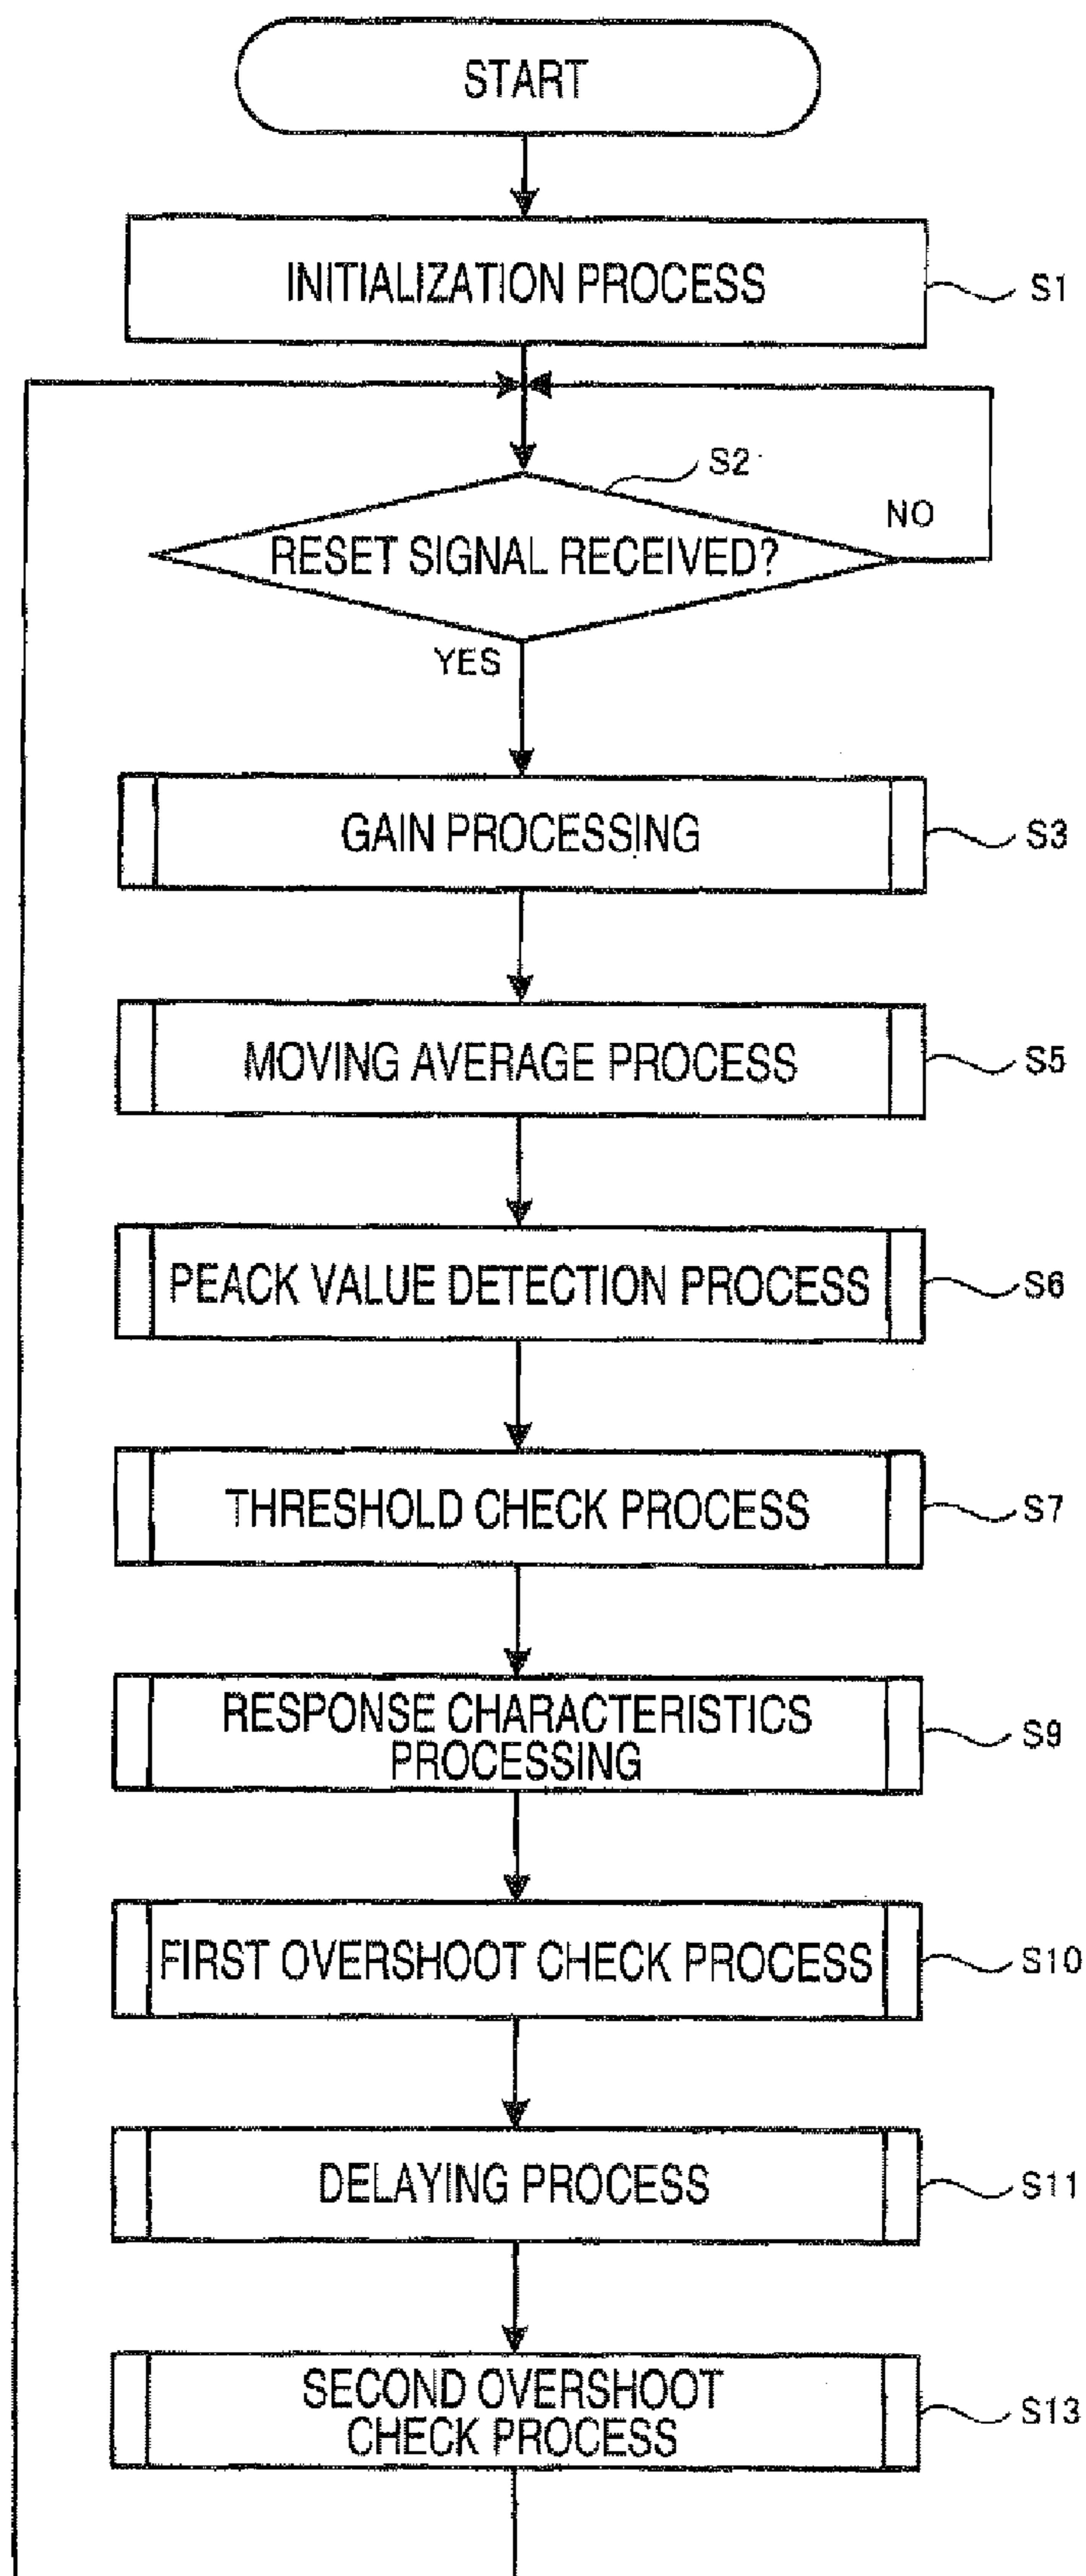 START
INITIALIZATION PROCESS
S1
S2
NO
RESET SIGNAL RECEIVED?
YES
GAIN PROCESSING
S3
MOVING AVERAGE PROCESS
S5
PEACK VALUE DETECTION PROCESS
S6
THRESHOLD CHECK PROCESS
S7
RESPONSE CHARACTERISTICS
PROCESSING
S9
FIRST OVERSHOOT CHECK PROCESS
S10
DELAYING PROCESS
S11
SECOND OVERSHOOT
CHECK PROCESS
S13